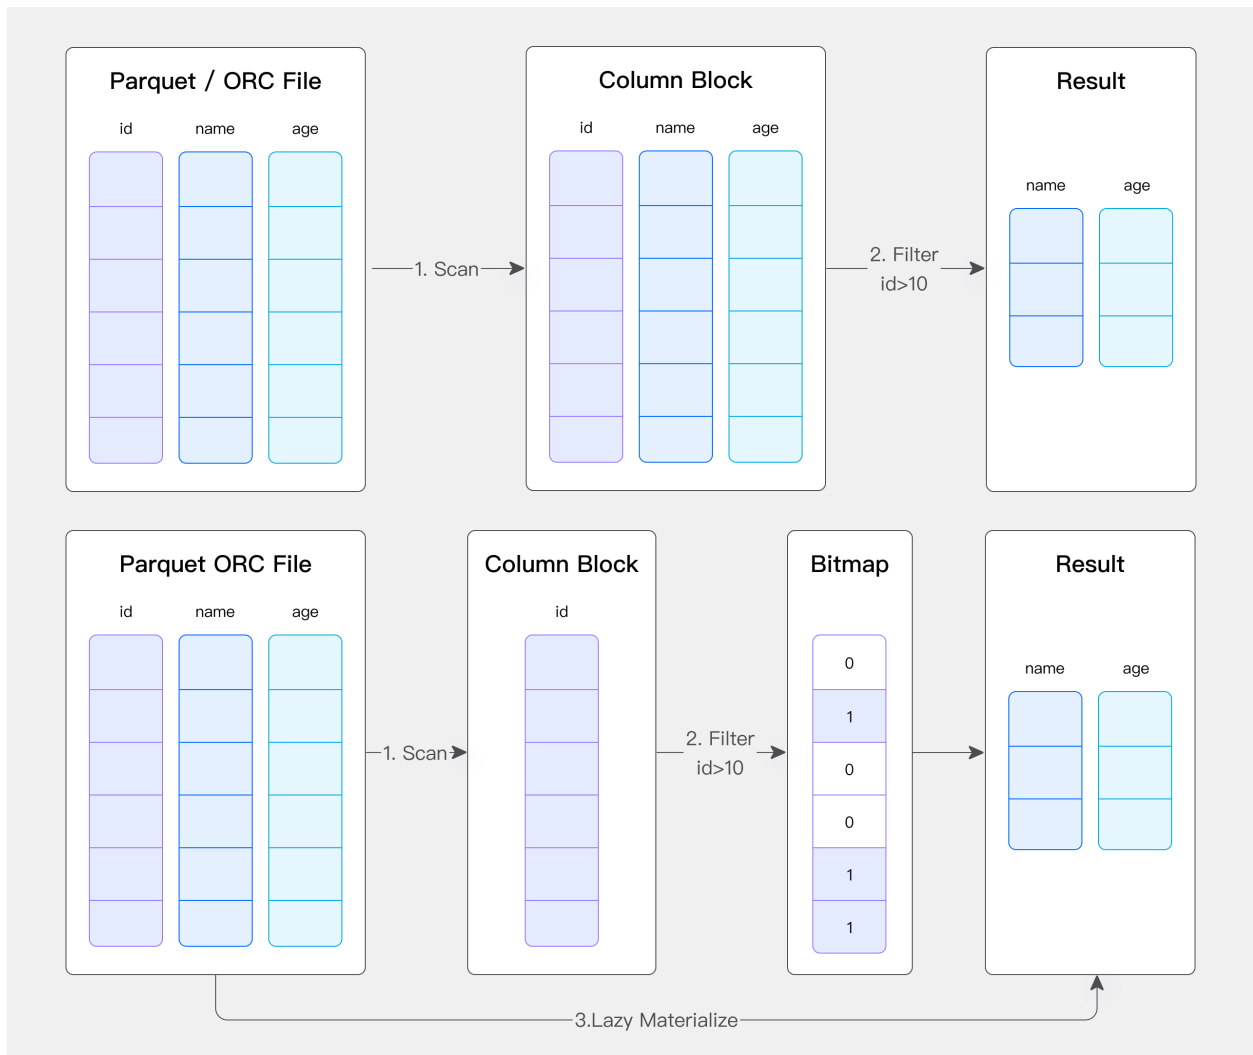 Parquet / ORC File
id name age
1. Scan
Column Block
id name age
2. Filter
id>10
Result
name age
Parquet ORC File
id name age
1. Scan
Column Block
id
2. Filter
id>10
Bitmap
0
1
0
0
1
1
Result
name age
3.Lazy Materialize